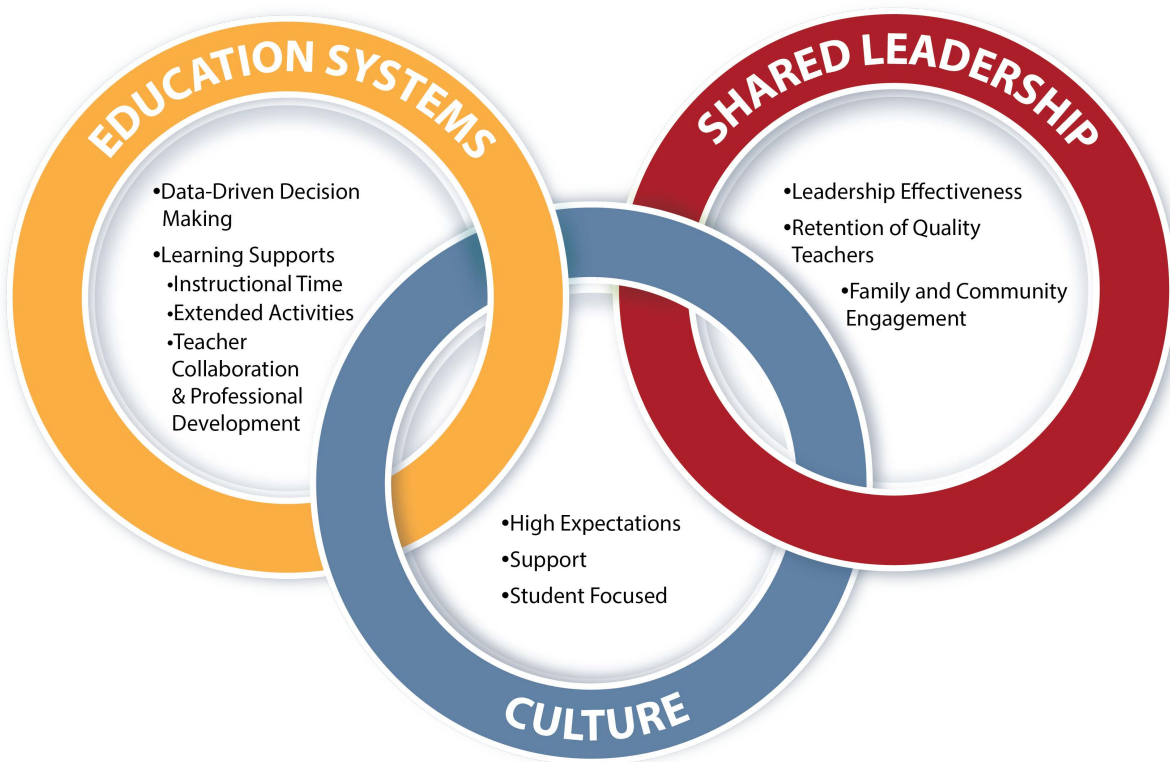 EDUCATION SYSTEMS
•Data-Driven Decision
Making
•Learning Supports
•Instructional Time
•Extended Activities
•Teacher
Collaboration
& Professional
Development
SHARED LEADERSHIP
•Leadership Effectiveness
•Retention of Quality
Teachers
•Family and Community
Engagement
•High Expectations
•Support
•Student Focused
CULTURE